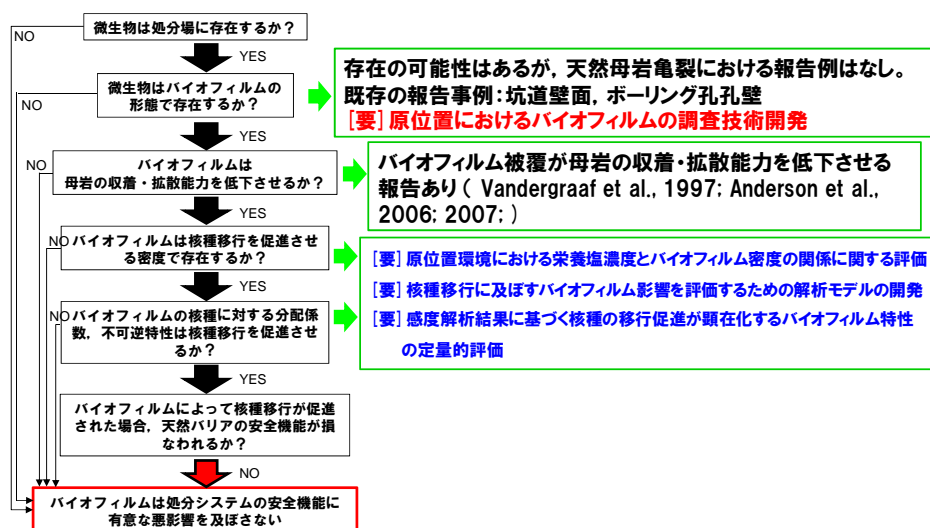 微生物は処分場に存在するか？
NO
YES
微生物はバイオフィルムの
形態で存在するか？
NO
YES
存在の可能性はあるが，天然母岩亀裂における報告例はなし。
既存の報告事例：坑道壁面，ボーリング孔孔壁
［要］原位置におけるバイオフィルムの調査技術開発
バイオフィルムは
母岩の収着・拡散能力を低下させるか？
NO
YES
バイオフィルム被覆が母岩の収着・拡散能力を低下させる
報告あり（ Vandergraaf et al., 1997; Anderson et al.,
2006; 2007; ）
NO
バイオフィルムは核種移行を促進させ
る密度で存在するか？
YES
［要］原位置環境における栄養塩濃度とバイオフィルム密度の関係に関する評価
［要］核種移行に及ぼすバイオフィルム影響を評価するための解析モデルの開発
［要］感度解析結果に基づく核種の移行促進が顕在化するバイオフィルム特性
の定量的評価
NO
バイオフィルムの核種に対する分配係
数，不可逆特性は核種移行を促進させ
るか？
YES
バイオフィルムによって核種移行が促進
された場合，天然バリアの安全機能が損
なわれるか？
NO
バイオフィルムは処分システムの安全機能に
有意な悪影響を及ぼさない